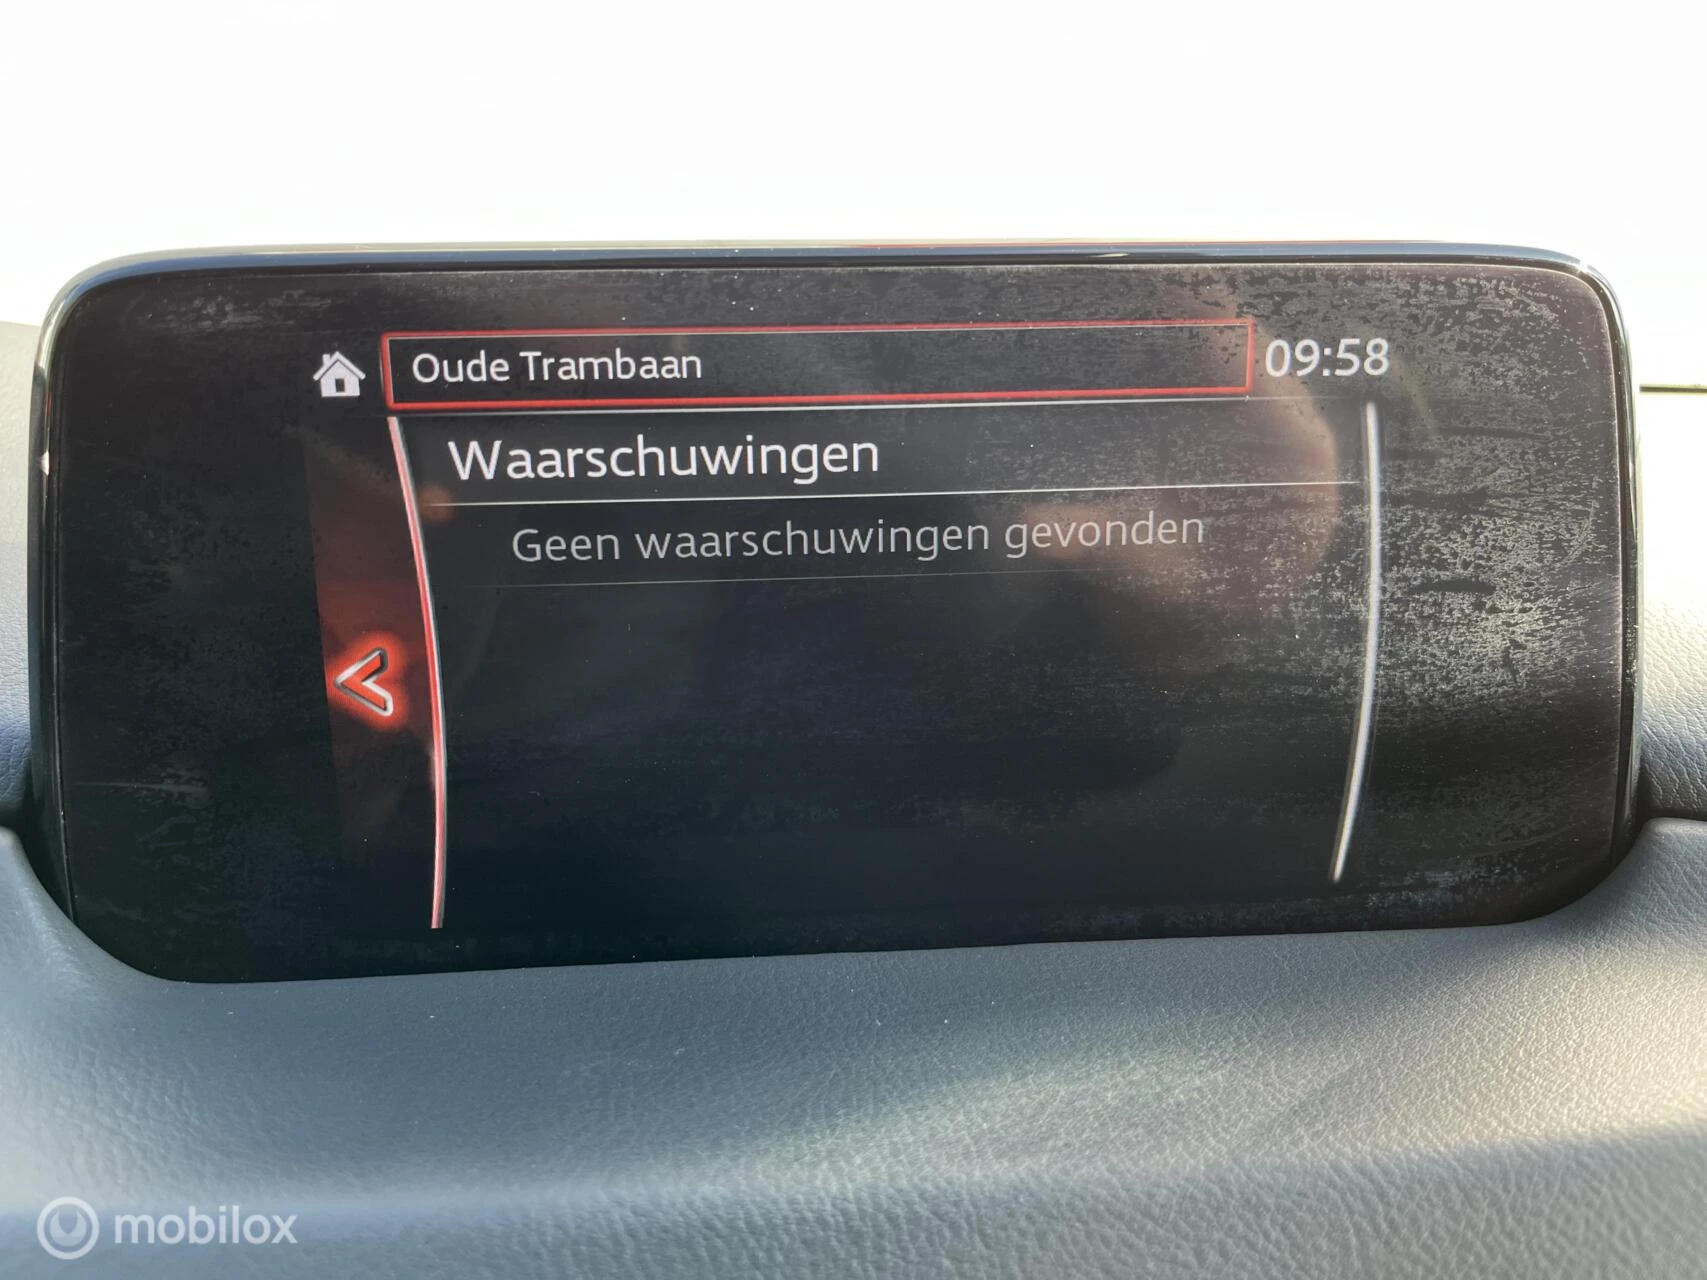 Oude Trambaan
09:58
Waarschuwingen
Geen waarschuwingen gevonden
mobilox